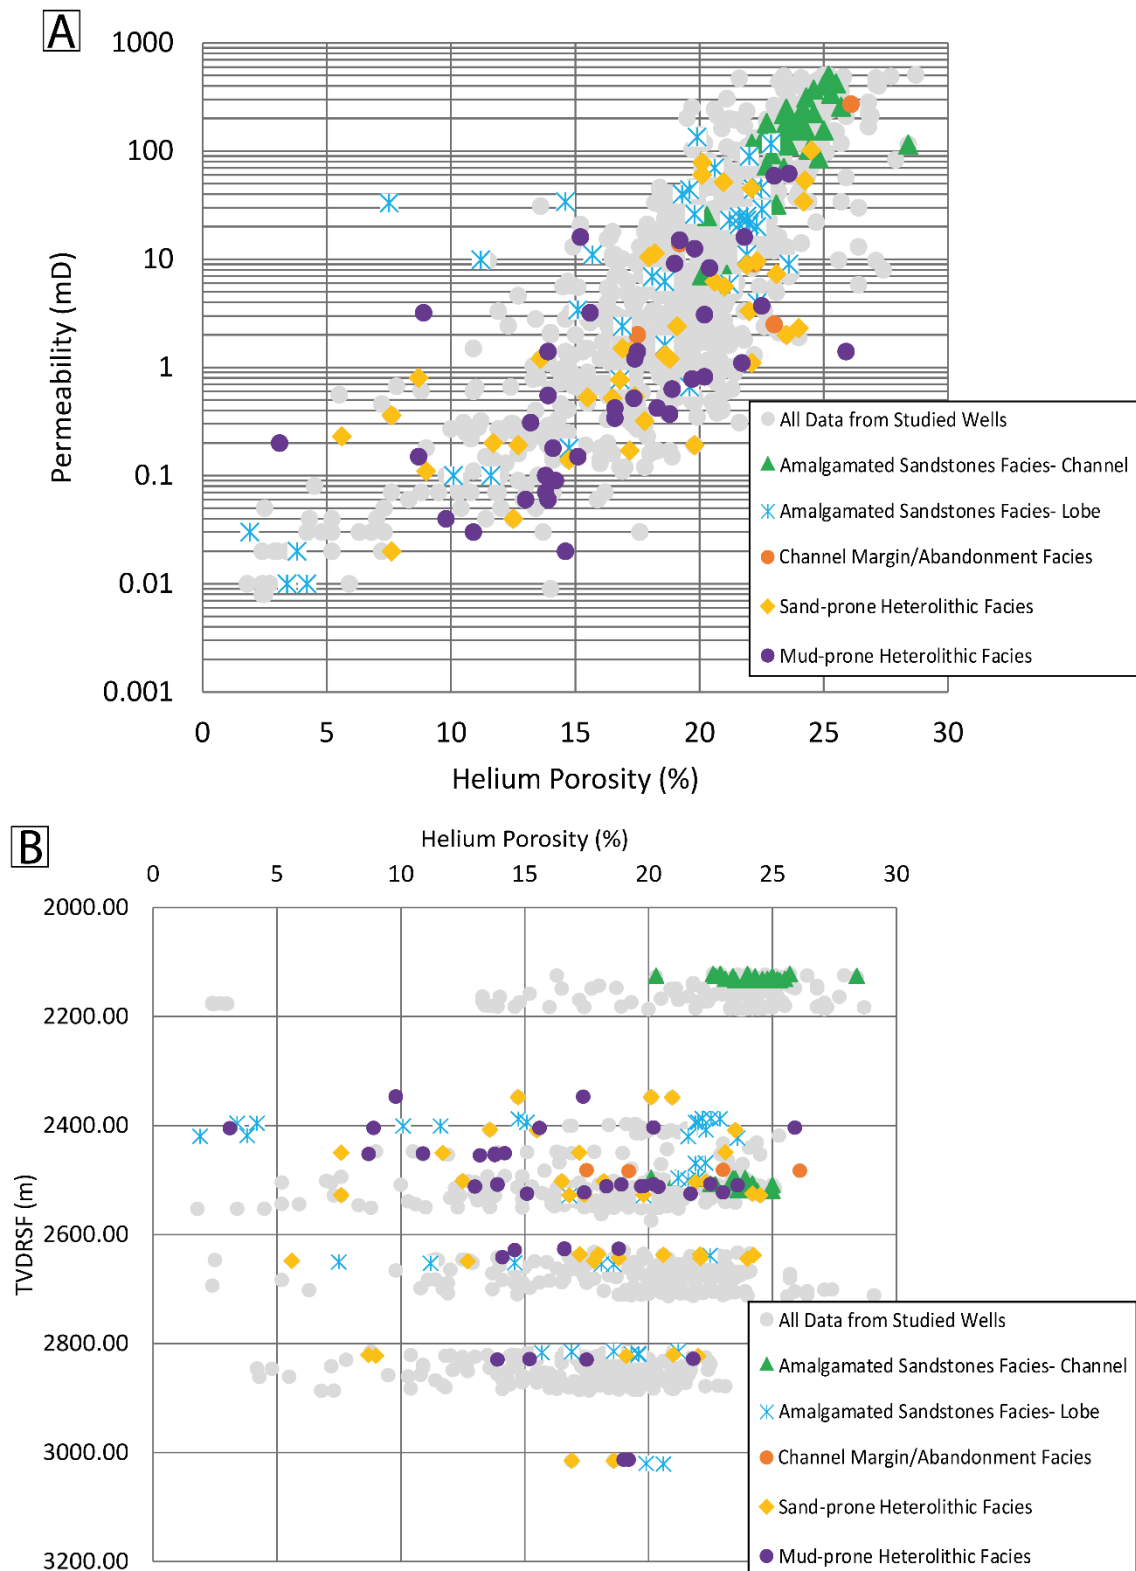 A
1000
100
10
1
0.1
0.01
0.001
Permeability (mD)
All Data from Studied Wells
Amalgamated Sandstones Facies- Channel
Amalgamated Sandstones Facies- Lobe
Channel Margin/Abandonment Facies
Sand-prone Heterolithic Facies
Mud-prone Heterolithic Facies
0 5 10 15 20 25 30
Helium Porosity (%)
B
Helium Porosity (%)
0 5 10 15 20 25 30
2000.00
2200.00
2400.00
2600.00
2800.00
3000.00
3200.00
TVDRSF (m)
All Data from Studied Wells
Amalgamated Sandstones Facies- Channel
Amalgamated Sandstones Facies- Lobe
Channel Margin/Abandonment Facies
Sand-prone Heterolithic Facies
Mud-prone Heterolithic Facies